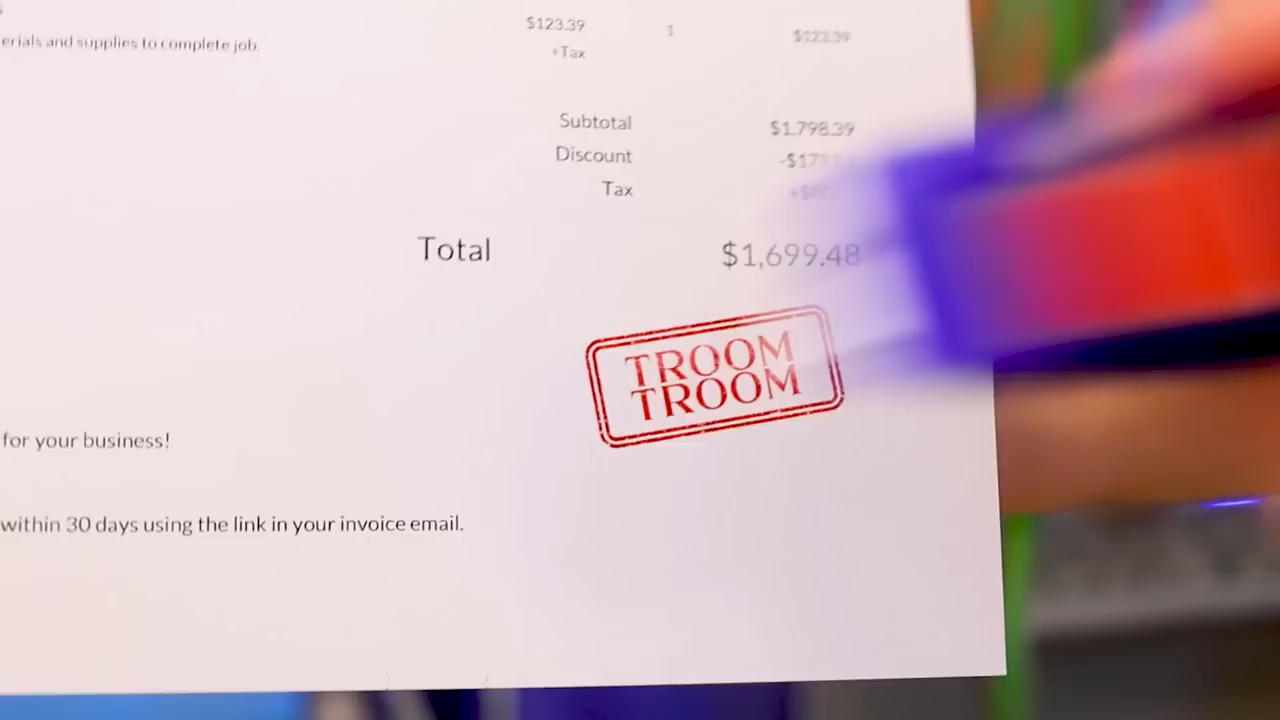 erials and supplies to complete job.
$123.39 1 $123.39
+Tax
Subtotal $1,798.39
Discount
Tax
Total $1,699.48
TROOM
TROOM
for your business!
within 30 days using the link in your invoice email.